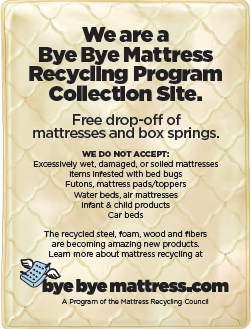 We are a
Bye Bye Mattress
Recycling Program
Collection Site.
Free drop-off of
mattresses and box springs.
WE DO NOT ACCEPT:
Excessively wet, damaged, or soiled mattresses
Items infested with bed bugs
Futons, mattress pads/toppers
Water beds, air mattresses
Infant & child products
Car beds
The recycled steel, foam, wood and fibers
are becoming amazing new products.
Learn more about mattress recycling at
bye bye mattress.com
A Program of the Mattress Recycling Council